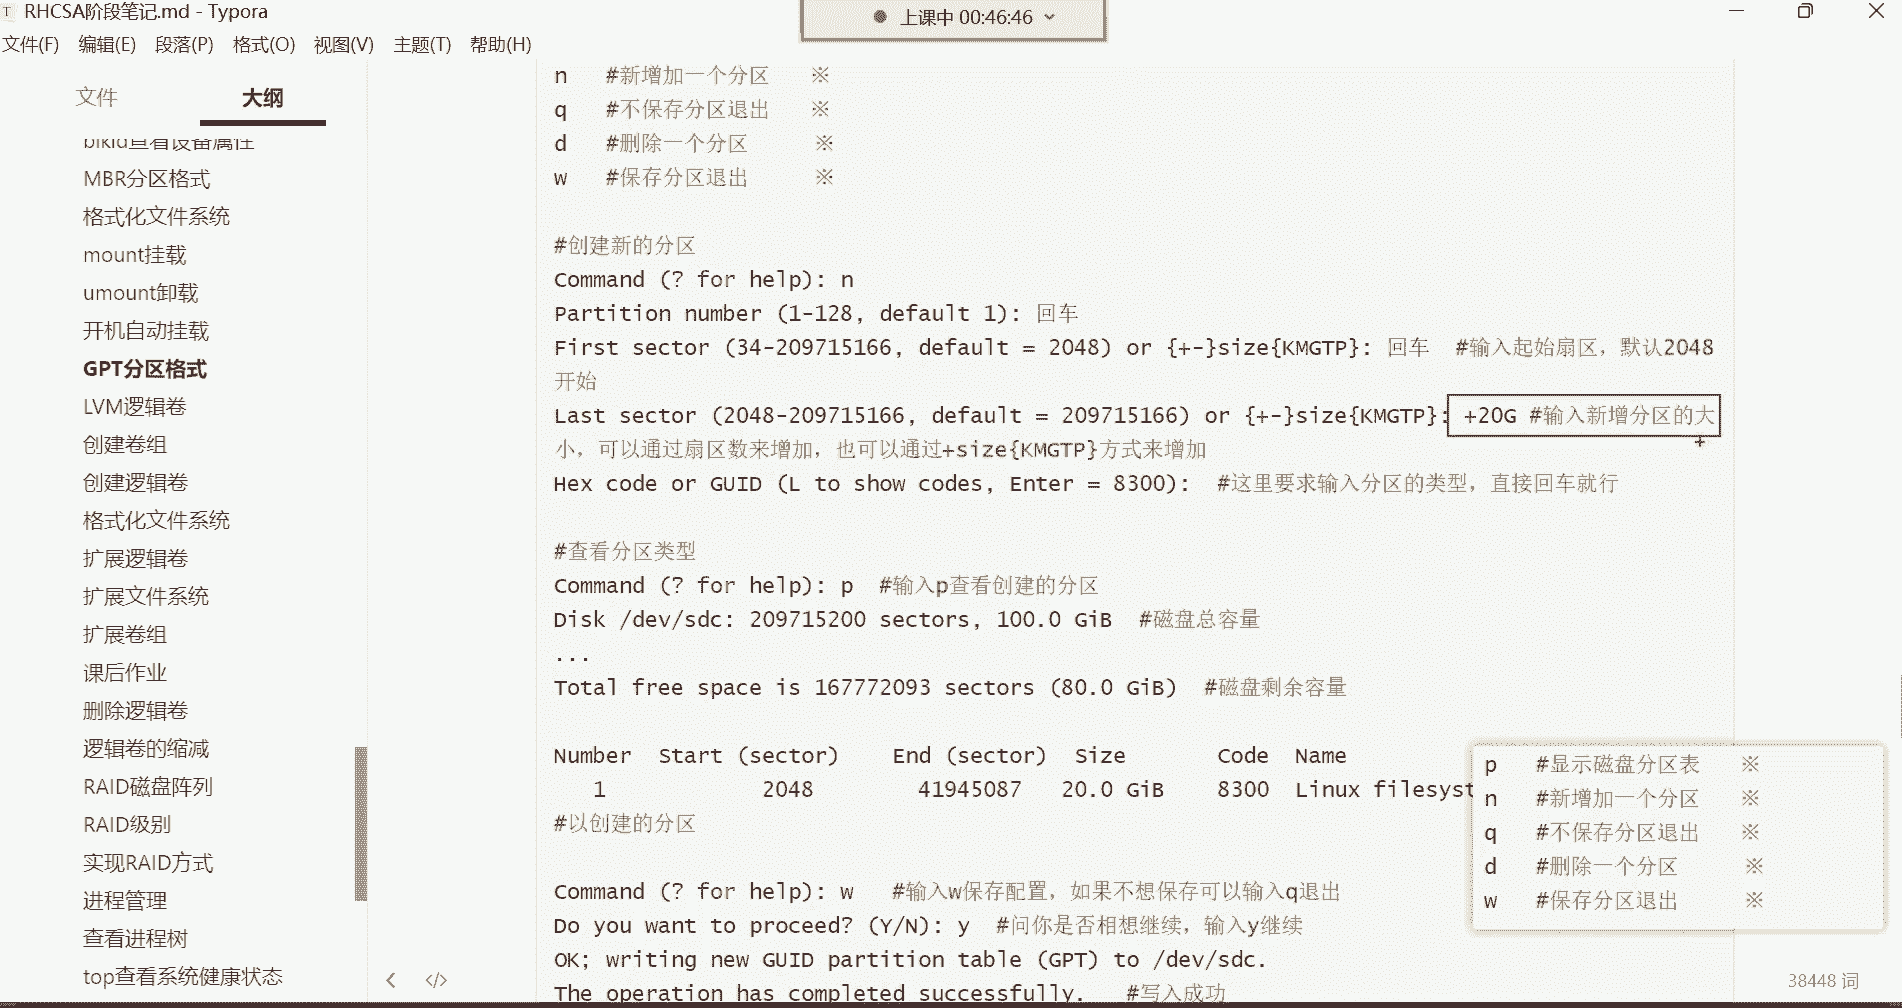 RHCSA阶段笔记.md - Typora
上课中 00:46:46
文件(F) 编辑(E) 段落(P) 格式(O) 视图(V) 主题(T) 帮助(H)
文件 大纲
blkid查看设备属性
MBR分区格式
格式化文件系统
mount挂载
umount卸载
开机自动挂载
GPT分区格式
LVM逻辑卷
创建卷组
创建逻辑卷
格式化文件系统
扩展逻辑卷
扩展文件系统
扩展卷组
课后作业
删除逻辑卷
逻辑卷的缩减
RAID磁盘阵列
RAID级别
实现RAID方式
进程管理
查看进程树
top查看系统健康状态
n #新增加一个分区 ※
q #不保存分区退出 ※
d #删除一个分区 ※
w #保存分区退出 ※
#创建新的分区
Command (? for help): n
Partition number (1-128, default 1): 回车
First sector (34-209715166, default = 2048) or {+-}size{KMGTP}: 回车 #输入起始扇区，默认2048
开始
Last sector (2048-209715166, default = 209715166) or {+-}size{KMGTP}: +20G #输入新增分区的大
小，可以通过扇区数来增加，也可以通过+size{KMGTP}方式来增加
Hex code or GUID (L to show codes, Enter = 8300): #这里要求输入分区的类型，直接回车就行
#查看分区类型
Command (? for help): p #输入p查看创建的分区
Disk /dev/sdc: 209715200 sectors, 100.0 GiB #磁盘总容量
...
Total free space is 167772093 sectors (80.0 GiB) #磁盘剩余容量
Number Start (sector) End (sector) Size Code Name
1 2048 41945087 20.0 GiB 8300 Linux filesyst
#以创建的分区
Command (? for help): w #输入w保存配置，如果不想保存可以输入q退出
Do you want to proceed? (Y/N): y #问你是否相想继续，输入y继续
OK; writing new GUID partition table (GPT) to /dev/sdc.
The operation has completed successfully. #写入成功
p #显示磁盘分区表 ※
n #新增加一个分区 ※
q #不保存分区退出 ※
d #删除一个分区 ※
w #保存分区退出 ※
38448 词